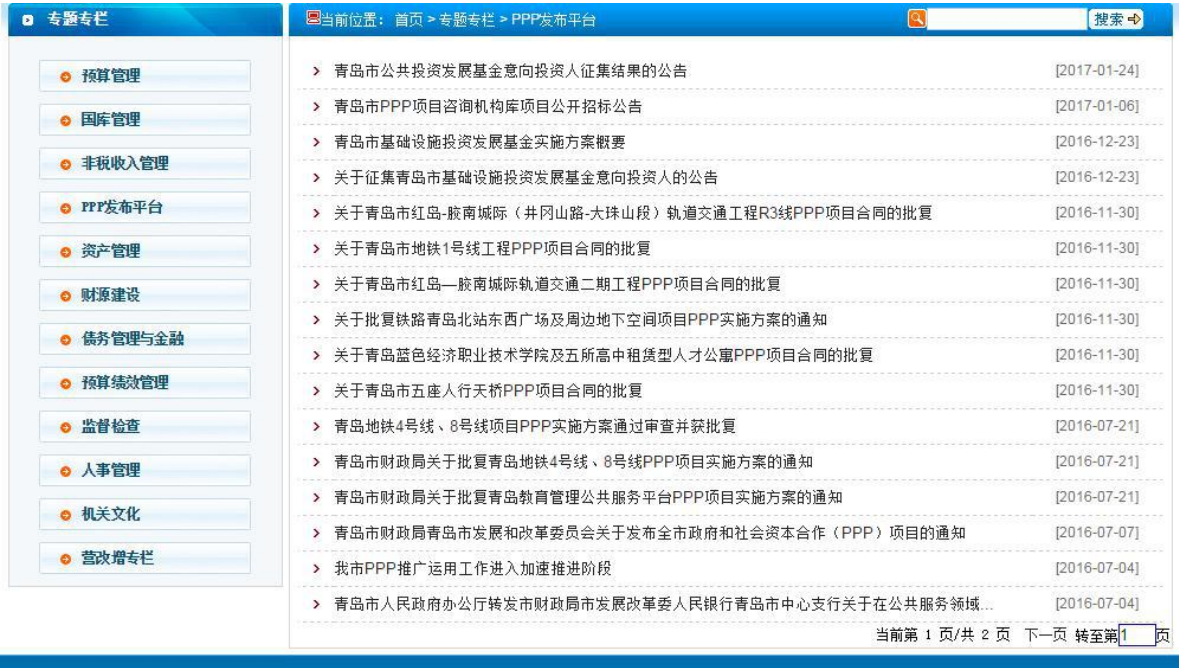 专题专栏
当前位置： 首页 > 专题专栏 > PPP发布平台
搜索
预算管理
国库管理
非税收入管理
PPP发布平台
资产管理
财源建设
债务管理与金融
预算绩效管理
监督检查
人事管理
机关文化
营改增专栏
青岛市公共投资发展基金意向投资人征集结果的公告 [2017-01-24]
青岛市PPP项目咨询机构库项目公开招标公告 [2017-01-06]
青岛市基础设施投资发展基金实施方案概要 [2016-12-23]
关于征集青岛市基础设施投资发展基金意向投资人的公告 [2016-12-23]
关于青岛市红岛-胶南城际（井冈山路-大珠山段）轨道交通工程R3线PPP项目合同的批复 [2016-11-30]
关于青岛市地铁1号线工程PPP项目合同的批复 [2016-11-30]
关于青岛市红岛—胶南城际轨道交通二期工程PPP项目合同的批复 [2016-11-30]
关于批复铁路青岛北站东西广场及周边地下空间项目PPP实施方案的通知 [2016-11-30]
关于青岛蓝色经济职业技术学院及五所高中租赁型人才公寓PPP项目合同的批复 [2016-11-30]
关于青岛市五座人行天桥PPP项目合同的批复 [2016-11-30]
青岛地铁4号线、8号线项目PPP实施方案通过审查并获批复 [2016-07-21]
青岛市财政局关于批复青岛地铁4号线、8号线PPP项目实施方案的通知 [2016-07-21]
青岛市财政局关于批复青岛教育管理公共服务平台PPP项目实施方案的通知 [2016-07-21]
青岛市财政局青岛市发展和改革委员会关于发布全市政府和社会资本合作（PPP）项目的通知 [2016-07-07]
我市PPP推广运用工作进入加速推进阶段 [2016-07-04]
青岛市人民政府办公厅转发市财政局市发展改革委人民银行青岛市中心支行关于在公共服务领域... [2016-07-04]
当前第 1 页/共 2 页 下一页 转至第1 页